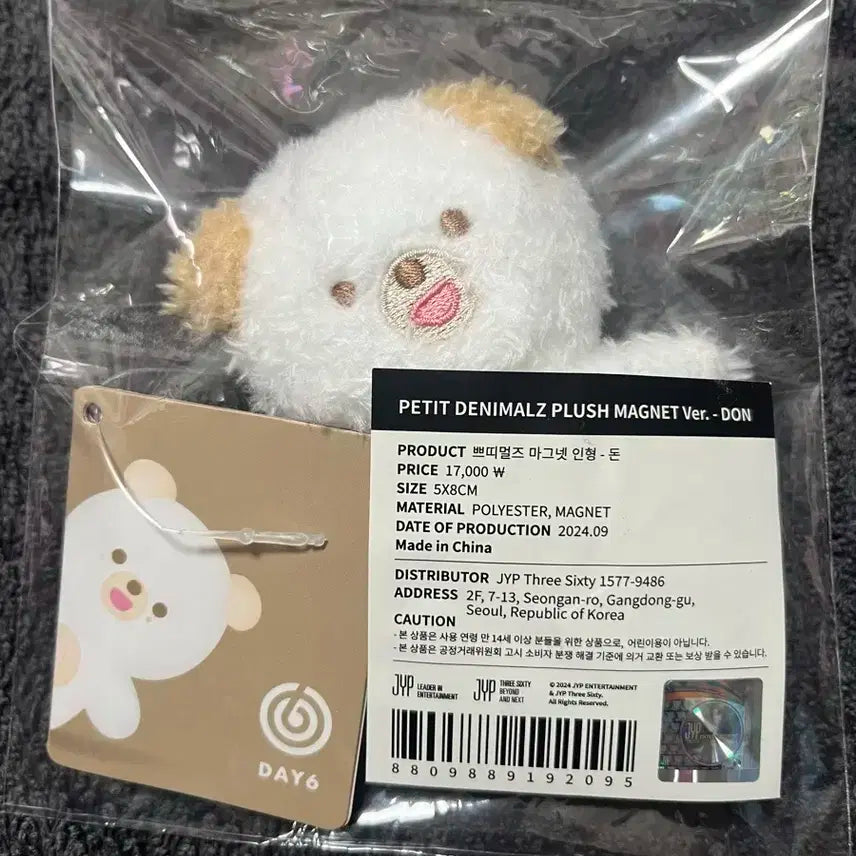 PETIT DENIMALZ PLUSH MAGNET Ver. - DON
PRODUCT 쁘띠멀즈 마그넷 인형 - 돈
PRICE 17,000 ₩
SIZE 5X8CM
MATERIAL POLYESTER, MAGNET
DATE OF PRODUCTION 2024.09
Made in China
DISTRIBUTOR JYP Three Sixty 1577-9486
ADDRESS 2F, 7-13, Seongan-ro, Gangdong-gu,
Seoul, Republic of Korea
CAUTION
- 본 상품은 사용 연령 만 14세 이상 분들을 위한 상품으로, 어린이용이 아닙니다.
- 본 상품은 공정거래위원회 고시 소비자 분쟁 해결 기준에 의거 교환 또는 보상 받을 수 있습니다.
JYP LEADER IN
ENTERTAINMENT
JYP THREE SIXTY
BEYOND
AND NEXT
© 2024 JYP ENTERTAINMENT
& JYP Three Sixty.
All Rights Reserved.
8809889192095
JYP
DAY6